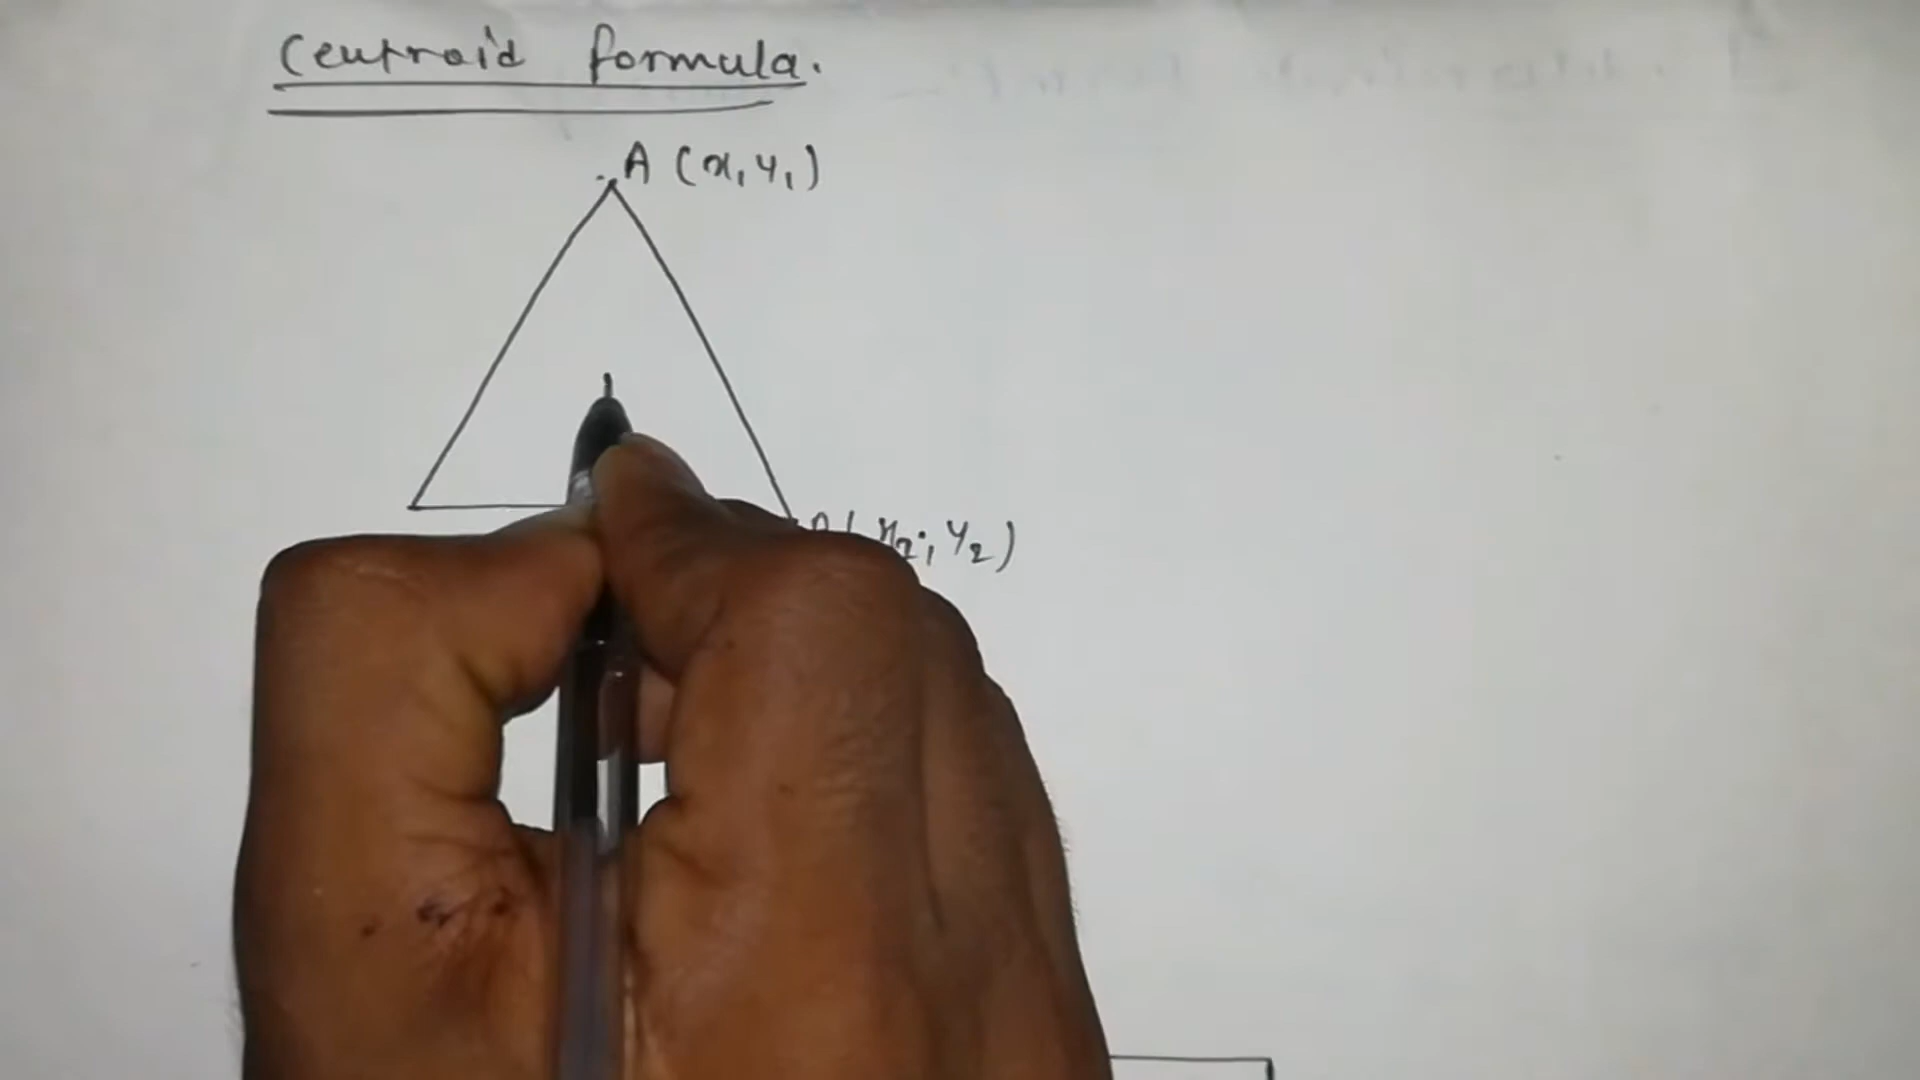 Centroid formula.
A (x₁ y₁)
x₂, y₂)